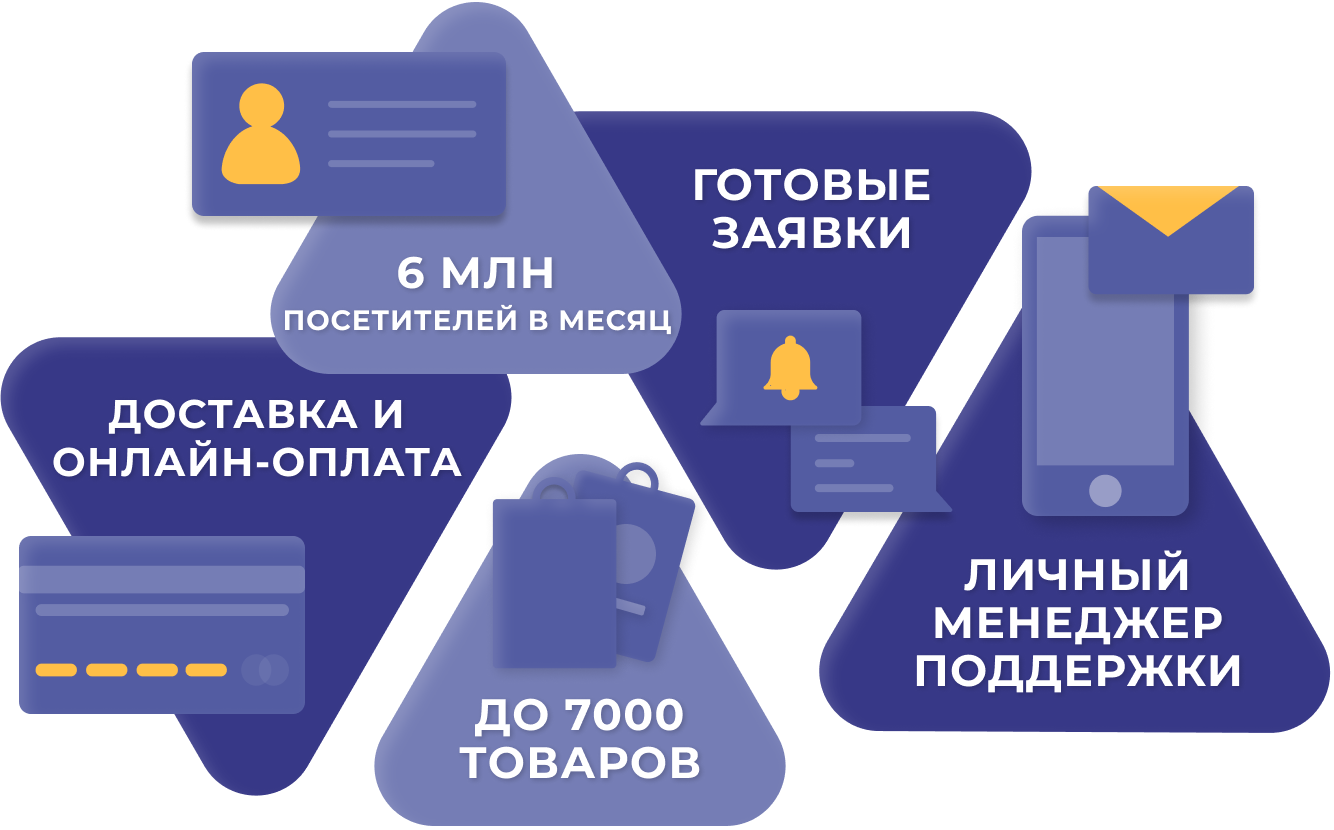 6 МЛН
ПОСЕТИТЕЛЕЙ В МЕСЯЦ
ГОТОВЫЕ
ЗАЯВКИ
ДОСТАВКА И
ОНЛАЙН-ОПЛАТА
ДО 7000
ТОВАРОВ
ЛИЧНЫЙ
МЕНЕДЖЕР
ПОДДЕРЖКИ